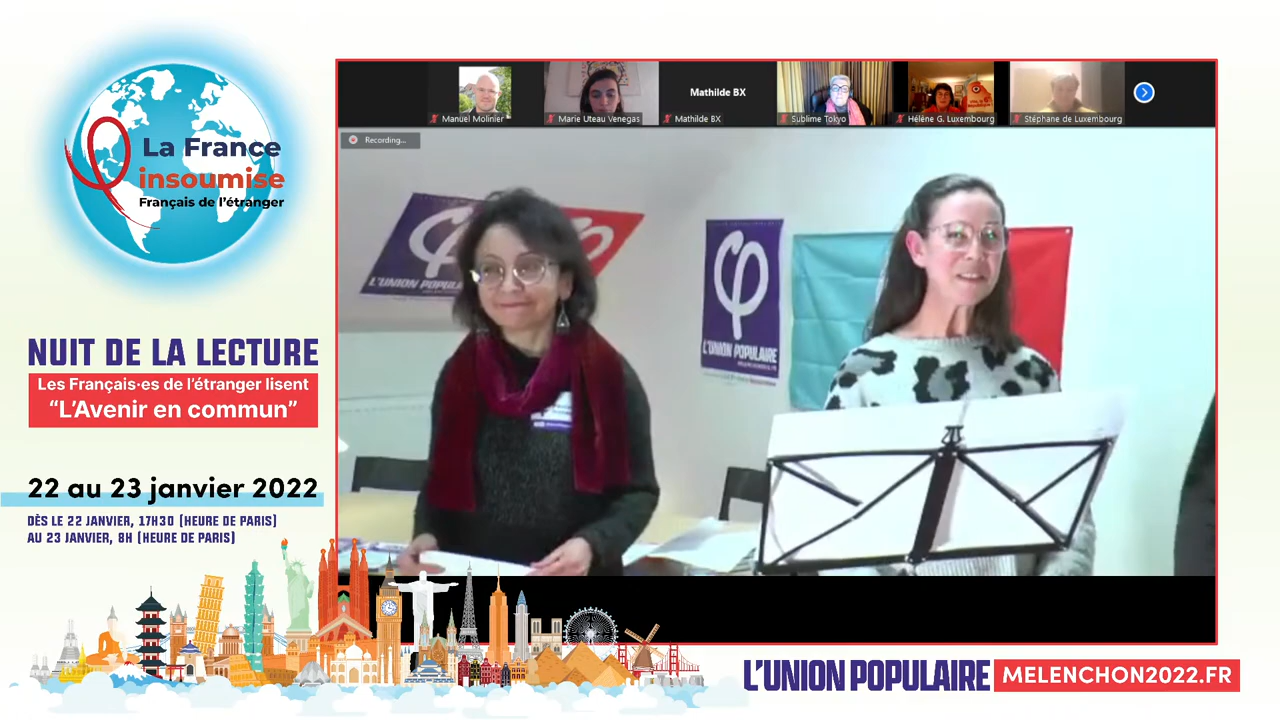 La France
insoumise
Français de l'étranger
NUIT DE LA LECTURE
Les Français·es de l'étranger lisent
“L'Avenir en commun”
22 au 23 janvier 2022
DÈS LE 22 JANVIER, 17H30 (HEURE DE PARIS)
AU 23 JANVIER, 8H (HEURE DE PARIS)
Mathilde BX
Manuel Molinier
Marie Uteau Venegas
Mathilde BX
Sublime Tokyo
Hélène G. Luxembourg
Stéphane de Luxembourg
Recording...
L'UNION POPULAIRE
L'UNION POPULAIRE
MELENCHON2022.FR
L'UNION POPULAIRE
MELENCHON2022.FR